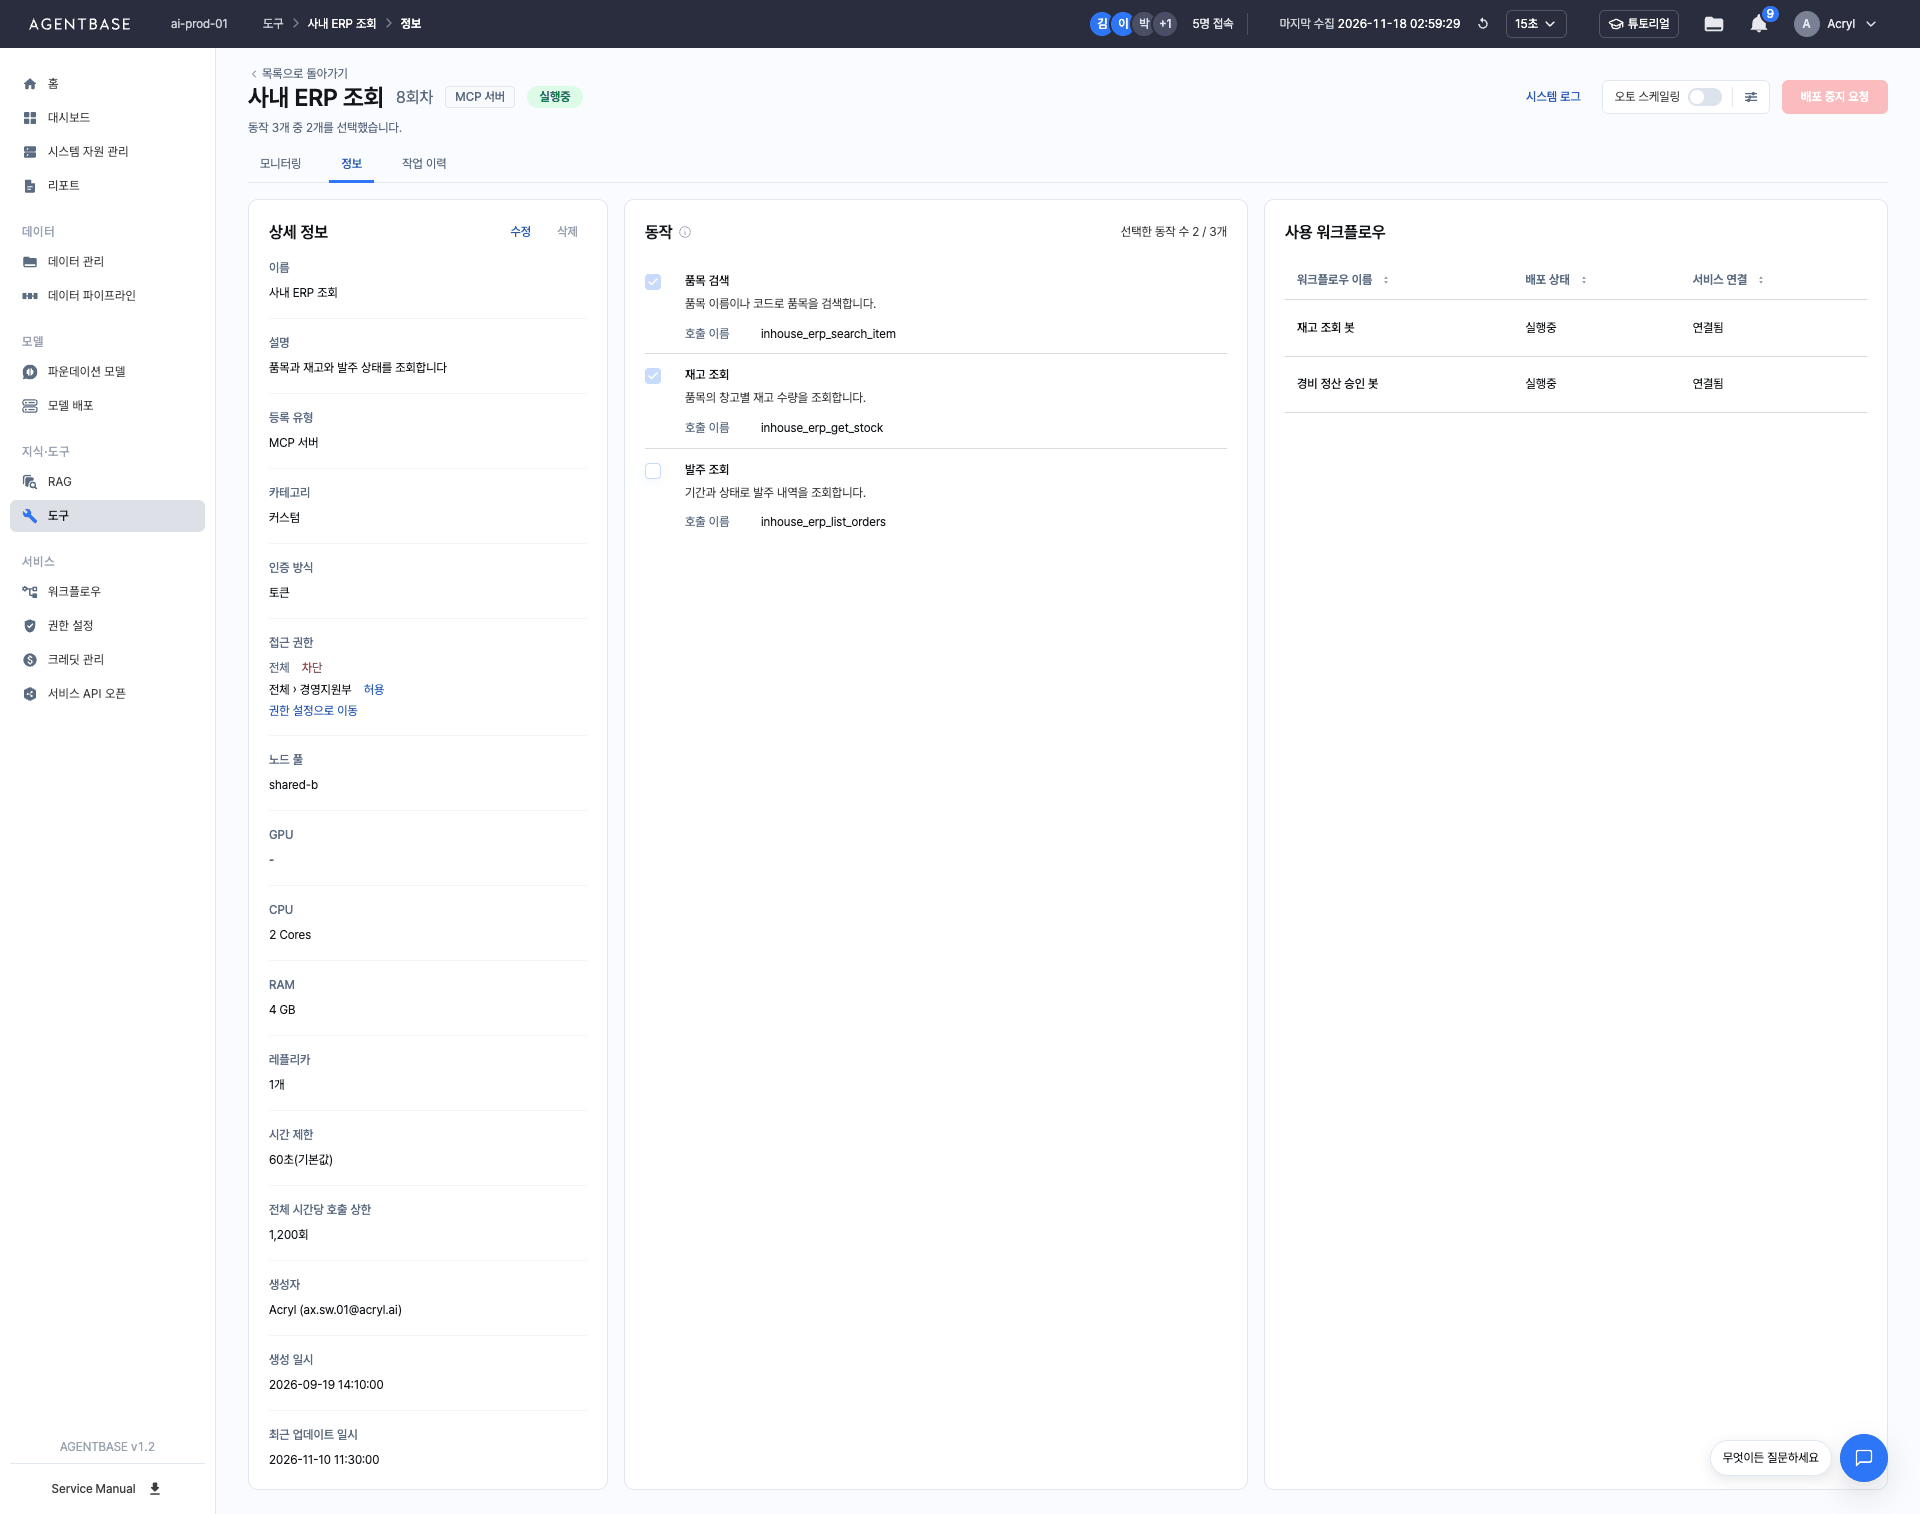 AGENTBASE
ai-prod-01
도구 > 사내 ERP 조회 > 정보
김 이 박 +1 5명 접속
마지막 수집 2026-11-18 02:59:29
15초
튜토리얼
9
A Acryl
홈
대시보드
시스템 자원 관리
리포트
데이터
데이터 관리
데이터 파이프라인
모델
파운데이션 모델
모델 배포
지식·도구
RAG
도구
서비스
워크플로우
권한 설정
크레딧 관리
서비스 API 오픈
AGENTBASE v1.2
Service Manual
목록으로 돌아가기
사내 ERP 조회 8회차 MCP 서버 실행중
동작 3개 중 2개를 선택했습니다.
시스템 로그
오토 스케일링
배포 중지 요청
모니터링 정보 작업 이력
상세 정보 수정 삭제
이름
사내 ERP 조회
설명
품목과 재고와 발주 상태를 조회합니다
등록 유형
MCP 서버
카테고리
커스텀
인증 방식
토큰
접근 권한
전체 차단
전체 › 경영지원부 허용
권한 설정으로 이동
노드 풀
shared-b
GPU
-
CPU
2 Cores
RAM
4 GB
레플리카
1개
시간 제한
60초(기본값)
전체 시간당 호출 상한
1,200회
생성자
Acryl (ax.sw.01@acryl.ai)
생성 일시
2026-09-19 14:10:00
최근 업데이트 일시
2026-11-10 11:30:00
동작
선택한 동작 수 2 / 3개
품목 검색
품목 이름이나 코드로 품목을 검색합니다.
호출 이름 inhouse_erp_search_item
재고 조회
품목의 창고별 재고 수량을 조회합니다.
호출 이름 inhouse_erp_get_stock
발주 조회
기간과 상태로 발주 내역을 조회합니다.
호출 이름 inhouse_erp_list_orders
사용 워크플로우
워크플로우 이름 배포 상태 서비스 연결
재고 조회 봇 실행중 연결됨
경비 정산 승인 봇 실행중 연결됨
무엇이든 질문하세요